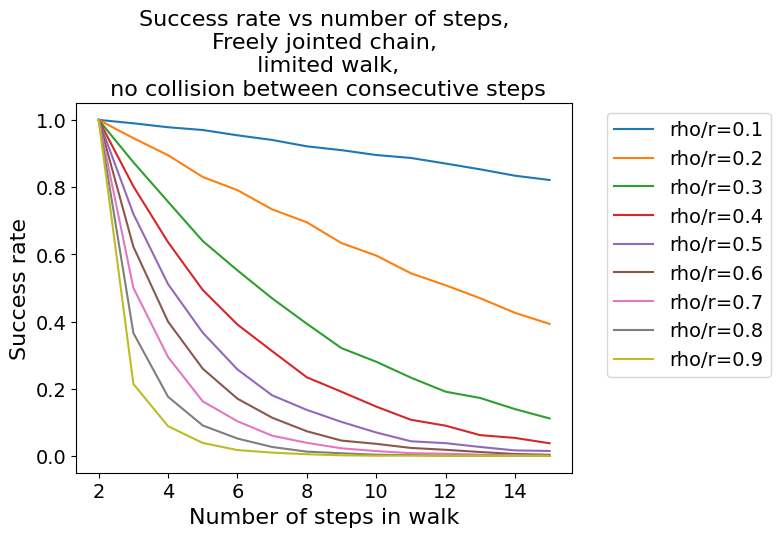 Success rate vs number of steps,
Freely jointed chain,
limited walk,
no collision between consecutive steps
Success rate
1.0
0.8
0.6
0.4
0.2
0.0
2 4 6 8 10 12 14
Number of steps in walk
rho/r=0.1
rho/r=0.2
rho/r=0.3
rho/r=0.4
rho/r=0.5
rho/r=0.6
rho/r=0.7
rho/r=0.8
rho/r=0.9